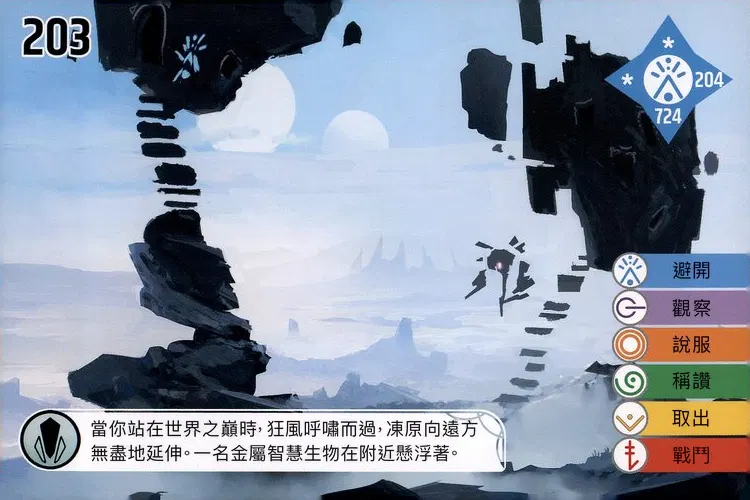 203
*
*
204
724
避開
觀察
說服
稱讚
取出
戰鬥
當你站在世界之巔時,狂風呼嘯而過,凍原向遠方
無盡地延伸。一名金屬智慧生物在附近懸浮著。